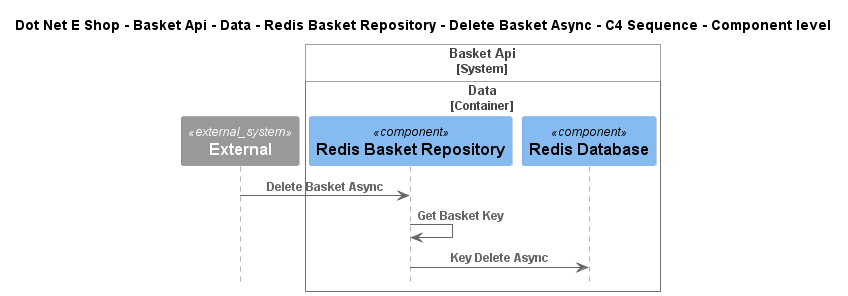 Dot Net E Shop - Basket Api - Data - Redis Basket Repository - Delete Basket Async - C4 Sequence - Component level
Basket Api
[System]
Data
[Container]
«external_system»
External
«component»
Redis Basket Repository
«component»
Redis Database
Delete Basket Async
Get Basket Key
Key Delete Async